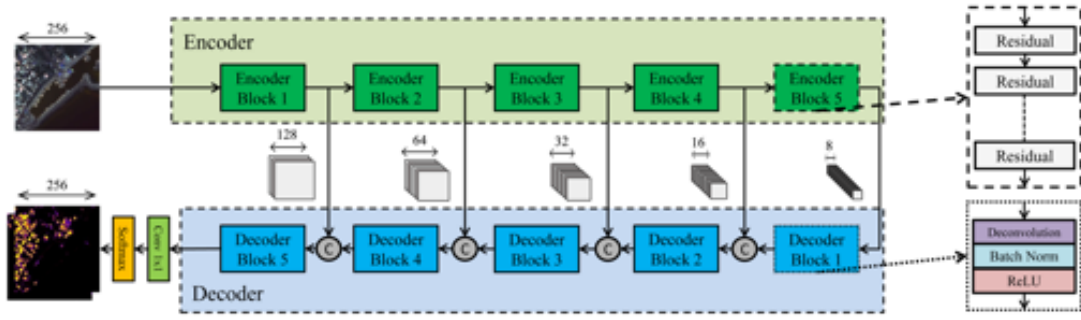 256
Encoder
Encoder Block 1
Encoder Block 2
Encoder Block 3
Encoder Block 4
Encoder Block 5
Residual
Residual
Residual
128
64
32
16
8
256
Softmax
Conv 1x1
Decoder Block 5
C
Decoder Block 4
C
Decoder Block 3
C
Decoder Block 2
C
Decoder Block 1
Decoder
Deconvolution
Batch Norm
ReLU